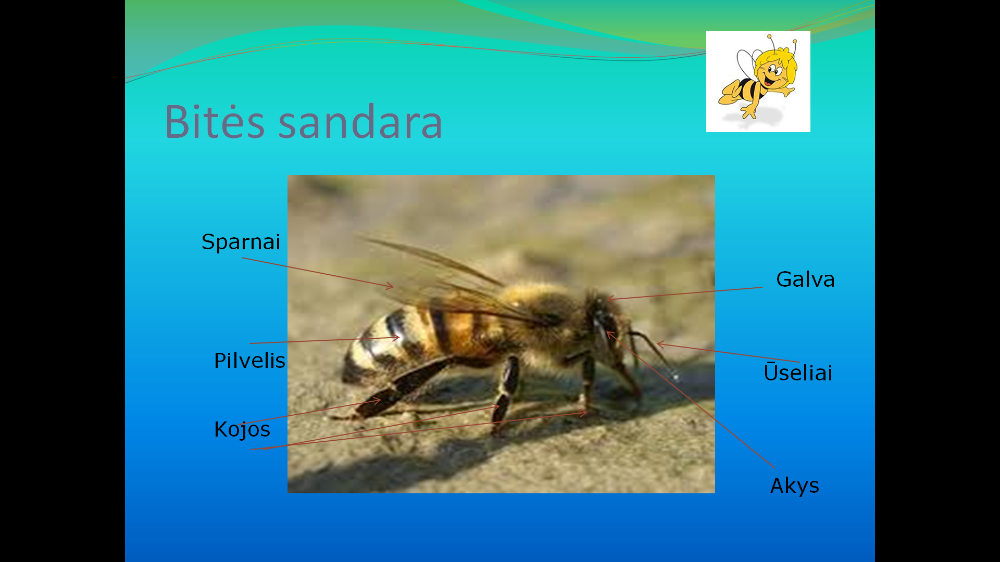 Bitės sandara
Sparnai
Galva
Pilvelis
Ūseliai
Kojos
Akys